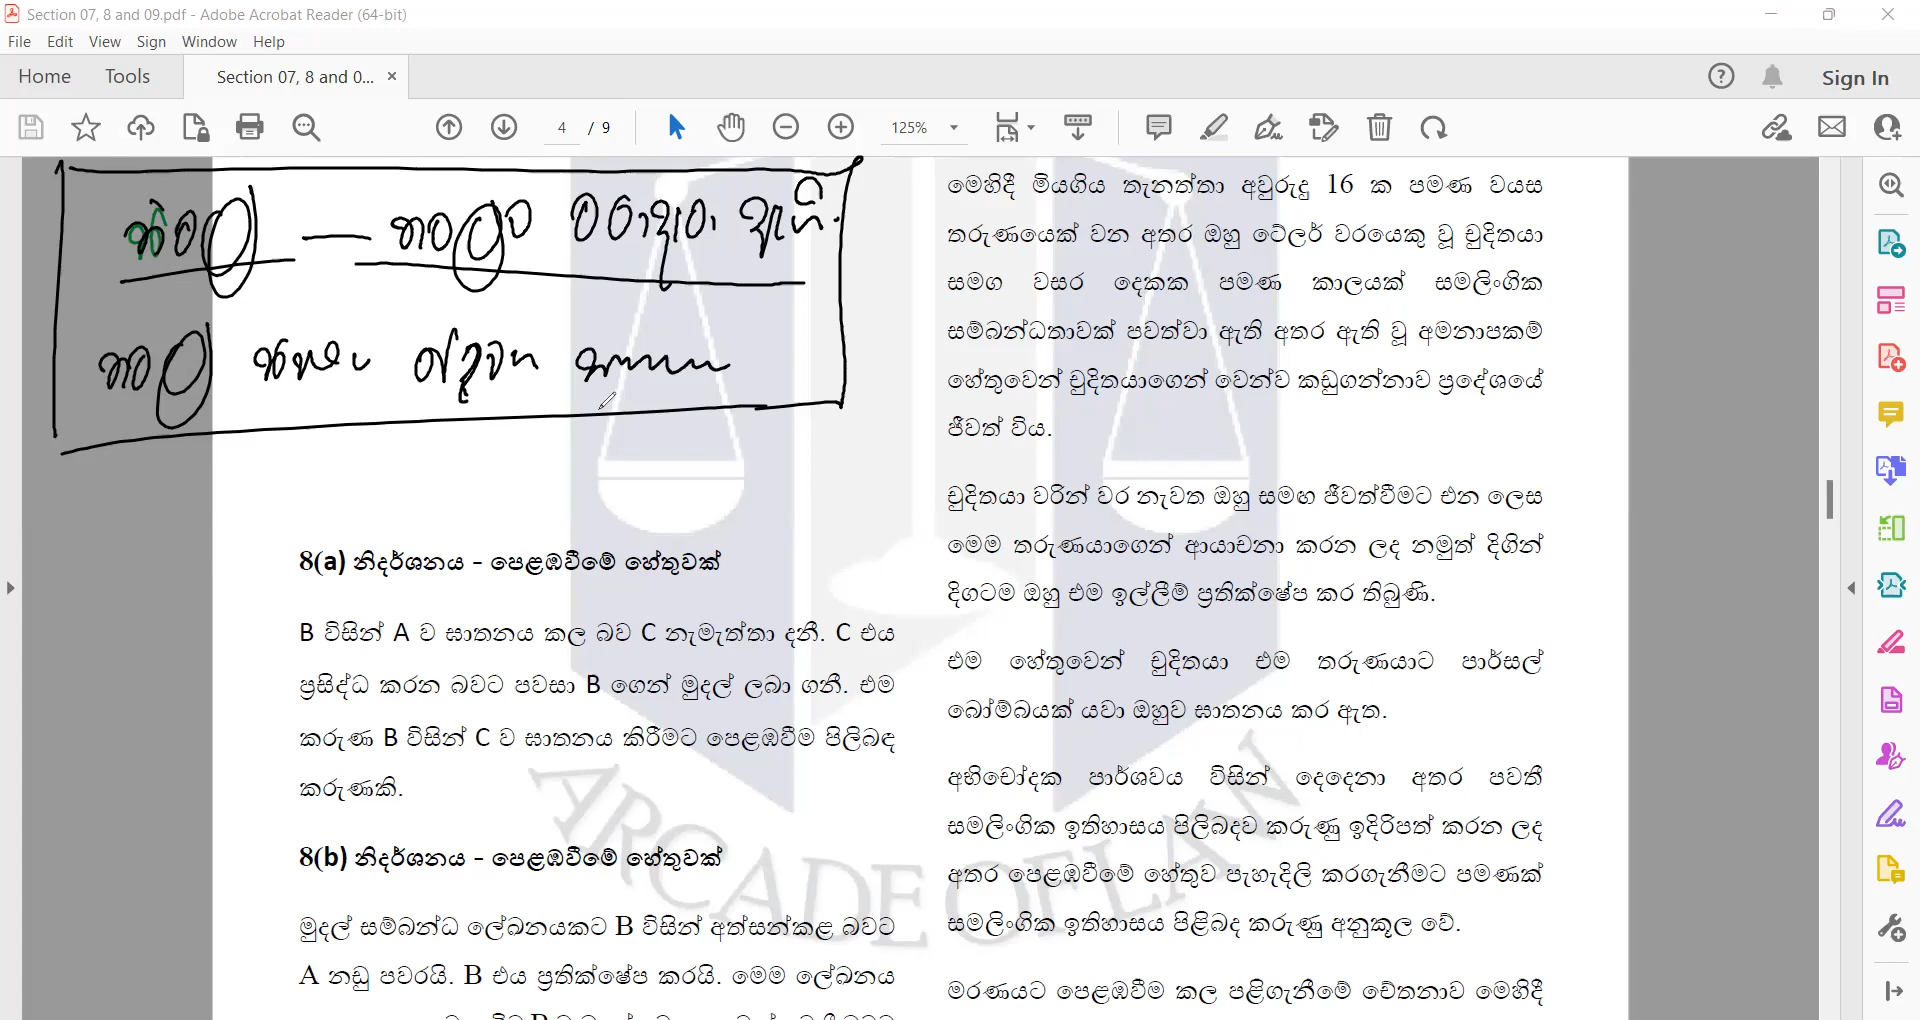 Section 07, 8 and 09.pdf - Adobe Acrobat Reader (64-bit)
File Edit View Sign Window Help
Home Tools Section 07, 8 and 0... × Sign In
4 / 9 125%
8(a) නිදර්ශනය - පෙළඹවීමේ හේතුවක්
B විසින් A ව ඝාතනය කල බව C නැමැත්තා දනී. C එය
ප්‍රසිද්ධ කරන බවට පවසා B ගෙන් මුදල් ලබා ගනී. එම
කරුණ B විසින් C ව ඝාතනය කිරීමට පෙළඹවීම පිලිබඳ
කරුණකි.
8(b) නිදර්ශනය - පෙළඹවීමේ හේතුවක්
මුදල් සම්බන්ධ ලේඛනයකට B විසින් අත්සන්කළ බවට
A නඩු පවරයි. B එය ප්‍රතික්ෂේප කරයි. මෙම ලේඛනය
මෙහිදී මියගිය තැනත්තා අවුරුදු 16 ක පමණ වයස
තරුණයෙක් වන අතර ඔහු ටේලර් වරයෙකු වූ චුදිතයා
සමග වසර දෙකක පමණ කාලයක් සමලිංගික
සම්බන්ධතාවක් පවත්වා ඇති අතර ඇති වූ අමනාපකම්
හේතුවෙන් චුදිතයාගෙන් වෙන්ව කඩුගන්නාව ප්‍රදේශයේ
ජීවත් විය.
චුදිතයා වරින් වර නැවත ඔහු සමඟ ජීවත්වීමට එන ලෙස
මෙම තරුණයාගෙන් ආයාචනා කරන ලද නමුත් දිගින්
දිගටම ඔහු එම ඉල්ලීම් ප්‍රතික්ෂේප කර තිබුණි.
එම හේතුවෙන් චුදිතයා එම තරුණයාට පාර්සල්
බෝම්බයක් යවා ඔහුව ඝාතනය කර ඇත.
අභිචෝදක පාර්ශවය විසින් දෙදෙනා අතර පවතී
සමලිංගික ඉතිහාසය පිලිබදව කරුණු ඉදිරිපත් කරන ලද
අතර පෙළඹවීමේ හේතුව පැහැදිලි කරගැනීමට පමණක්
සමලිංගික ඉතිහාසය පිළිබද කරුණු අනුකූල වේ.
මරණයට පෙළඹවීම කල පළිගැනීමේ චේතනාව මෙහිදී
ARCADE OF LAW